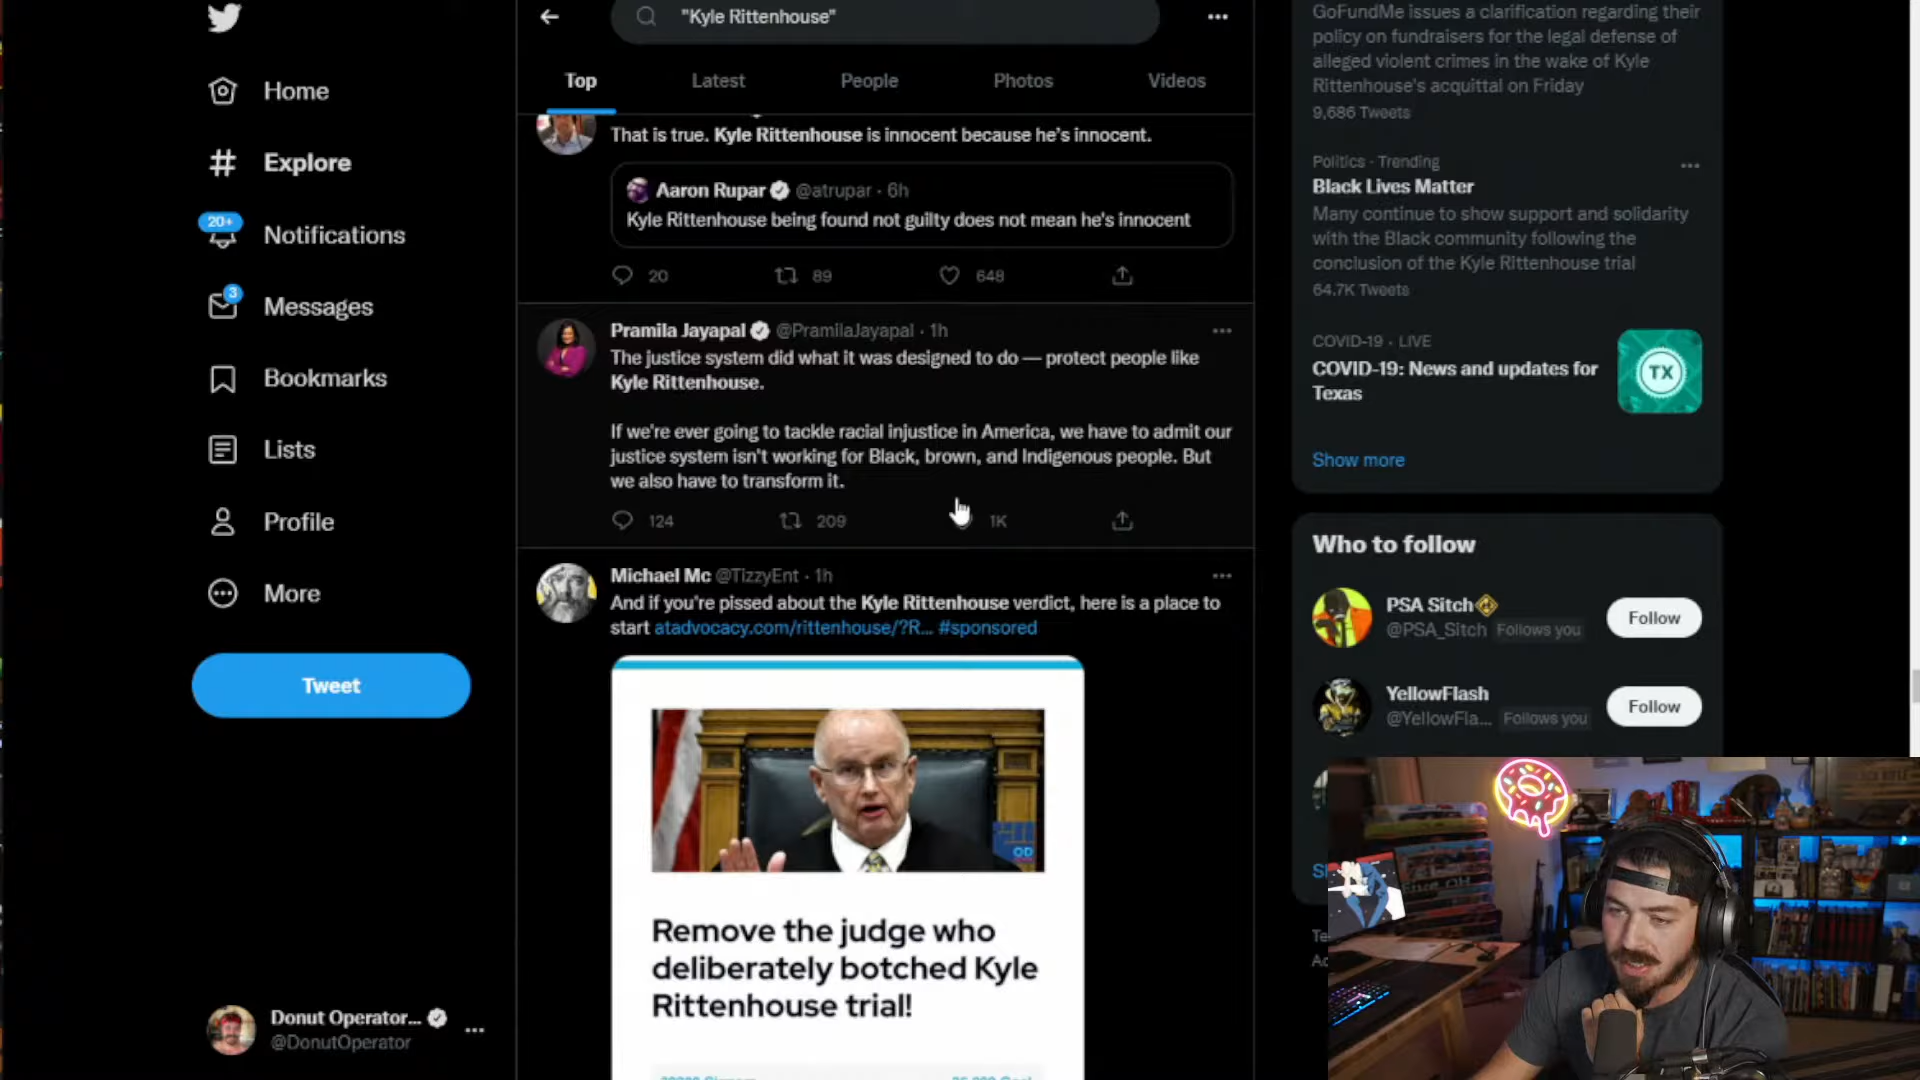 Home
Explore
20+
Notifications
3
Messages
Bookmarks
Lists
Profile
More
Tweet
Donut Operator...
@DonutOperator
"Kyle Rittenhouse"
Top
Latest
People
Photos
Videos
That is true. Kyle Rittenhouse is innocent because he's innocent.
Aaron Rupar @atrupar · 6h
Kyle Rittenhouse being found not guilty does not mean he's innocent
20
89
648
Pramila Jayapal @PramilaJayapal · 1h
The justice system did what it was designed to do — protect people like
Kyle Rittenhouse.
If we're ever going to tackle racial injustice in America, we have to admit our
justice system isn't working for Black, brown, and Indigenous people. But
we also have to transform it.
124
209
1K
Michael Mc @TizzyEnt · 1h
And if you're pissed about the Kyle Rittenhouse verdict, here is a place to
start atadvocacy.com/rittenhouse/?R... #sponsored
OD
Remove the judge who
deliberately botched Kyle
Rittenhouse trial!
GoFundMe issues a clarification regarding their
policy on fundraisers for the legal defense of
alleged violent crimes in the wake of Kyle
Rittenhouse's acquittal on Friday
9,686 Tweets
Politics · Trending
Black Lives Matter
Many continue to show support and solidarity
with the Black community following the
conclusion of the Kyle Rittenhouse trial
64.7K Tweets
COVID-19 · LIVE
COVID-19: News and updates for
Texas
TX
Show more
Who to follow
PSA Sitch
@PSA_Sitch Follows you
Follow
YellowFlash
@YellowFla... Follows you
Follow